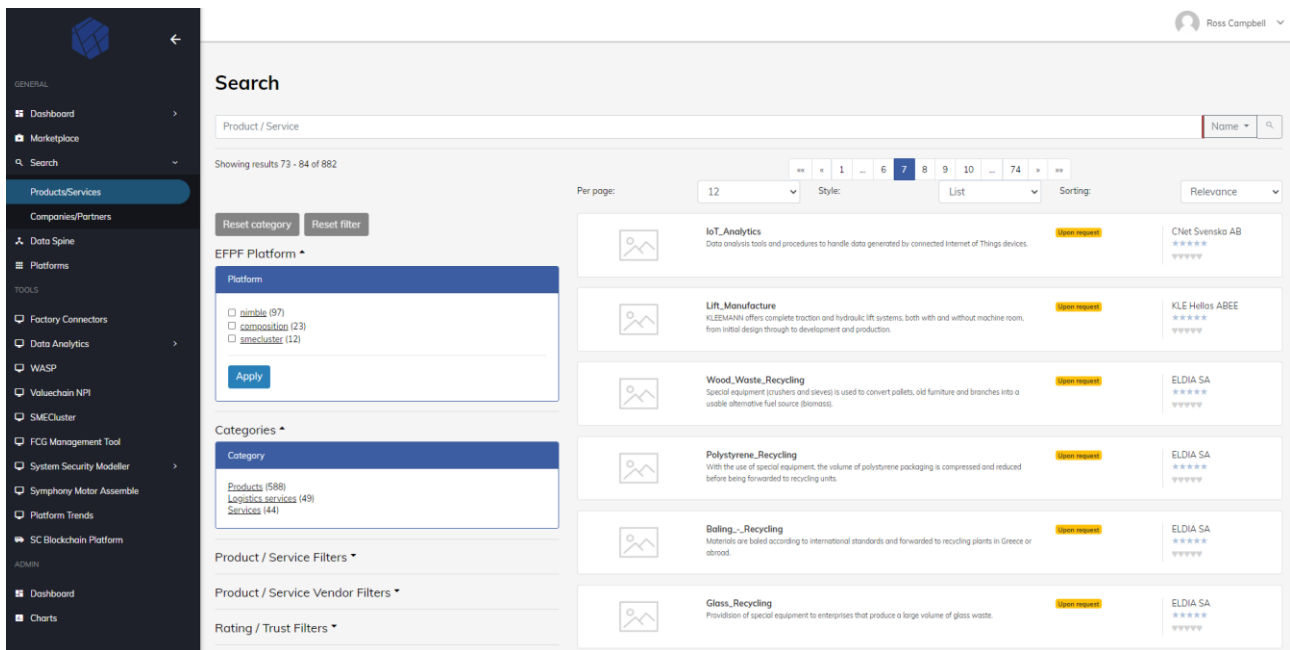 Ross Campbell
GENERAL
Dashboard
Marketplace
Search
Products/Services
Companies/Partners
Data Spine
Platforms
TOOLS
Factory Connectors
Data Analytics
WASP
Valuechain NPI
SMECluster
FCG Management Tool
System Security Modeller
Symphony Motor Assemble
Platform Trends
SC Blockchain Platform
ADMIN
Dashboard
Charts
Search
Product / Service
Name
Showing results 73 - 84 of 882
«« « 1 ... 6 7 8 9 10 ... 74 » »»
Per page: 12 Style: List Sorting: Relevance
Reset category Reset filter
EFPF Platform
Platform
nimble (97)
composition (23)
smecluster (12)
Apply
Categories
Category
Products (588)
Logistics services (49)
Services (44)
Product / Service Filters
Product / Service Vendor Filters
Rating / Trust Filters
IoT_Analytics
Data analysis tools and procedures to handle data generated by connected Internet of Things devices.
Upon request
CNet Svenska AB
Lift_Manufacture
KLEEMANN offers complete traction and hydraulic lift systems, both with and without machine room,
from initial design through to development and production.
Upon request
KLE Hellas ABEE
Wood_Waste_Recycling
Special equipment (crushers and sieves) is used to convert pallets, old furniture and branches into a
usable alternative fuel source (biomass).
Upon request
ELDIA SA
Polystyrene_Recycling
With the use of special equipment, the volume of polystyrene packaging is compressed and reduced
before being forwarded to recycling units.
Upon request
ELDIA SA
Baling_-_Recycling
Materials are baled according to international standards and forwarded to recycling plants in Greece or
abroad.
Upon request
ELDIA SA
Glass_Recycling
Providision of special equipment to enterprises that produce a large volume of glass waste.
Upon request
ELDIA SA